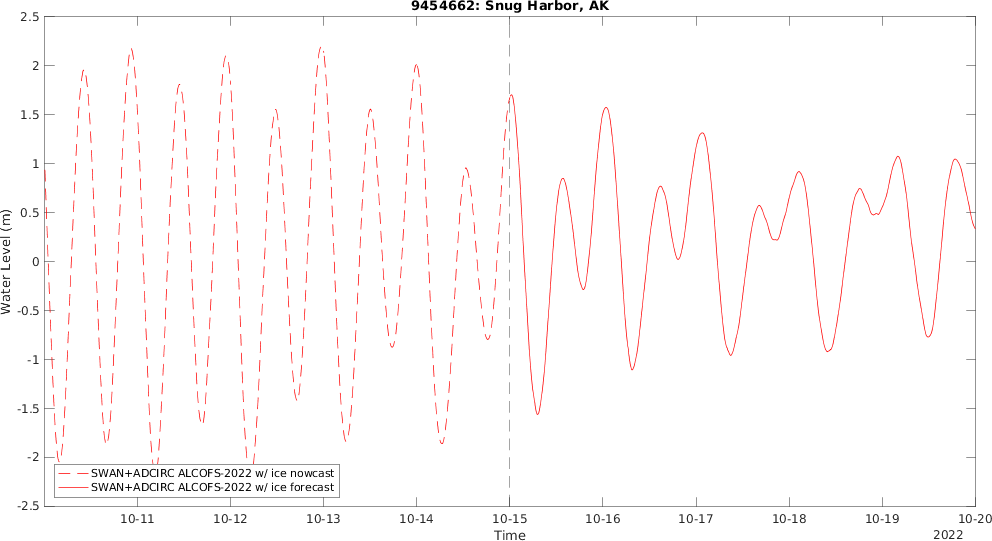 9454662: Snug Harbor, AK
2.5
2
1.5
1
0.5
0
-0.5
-1
-1.5
-2
-2.5
Water Level (m)
SWAN+ADCIRC ALCOFS-2022 w/ ice nowcast
SWAN+ADCIRC ALCOFS-2022 w/ ice forecast
10-11 10-12 10-13 10-14 10-15 10-16 10-17 10-18 10-19 10-20
Time
2022